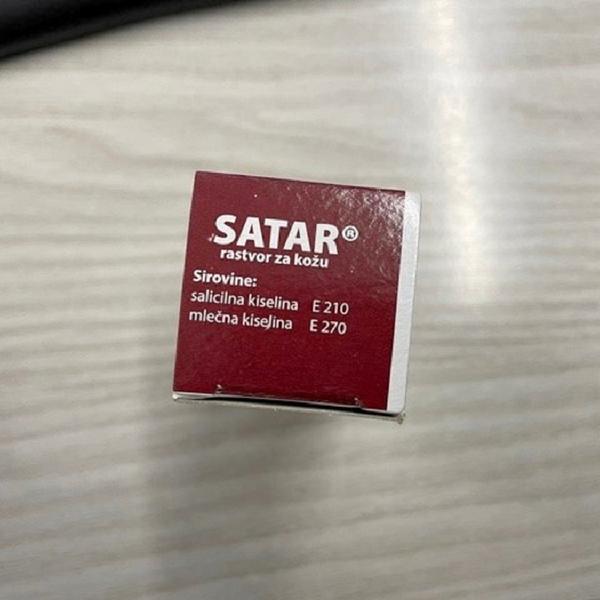 SATAR®
rastvor za kožu
Sirovine:
salicilna kiselina E 210
mlečna kiselina E 270